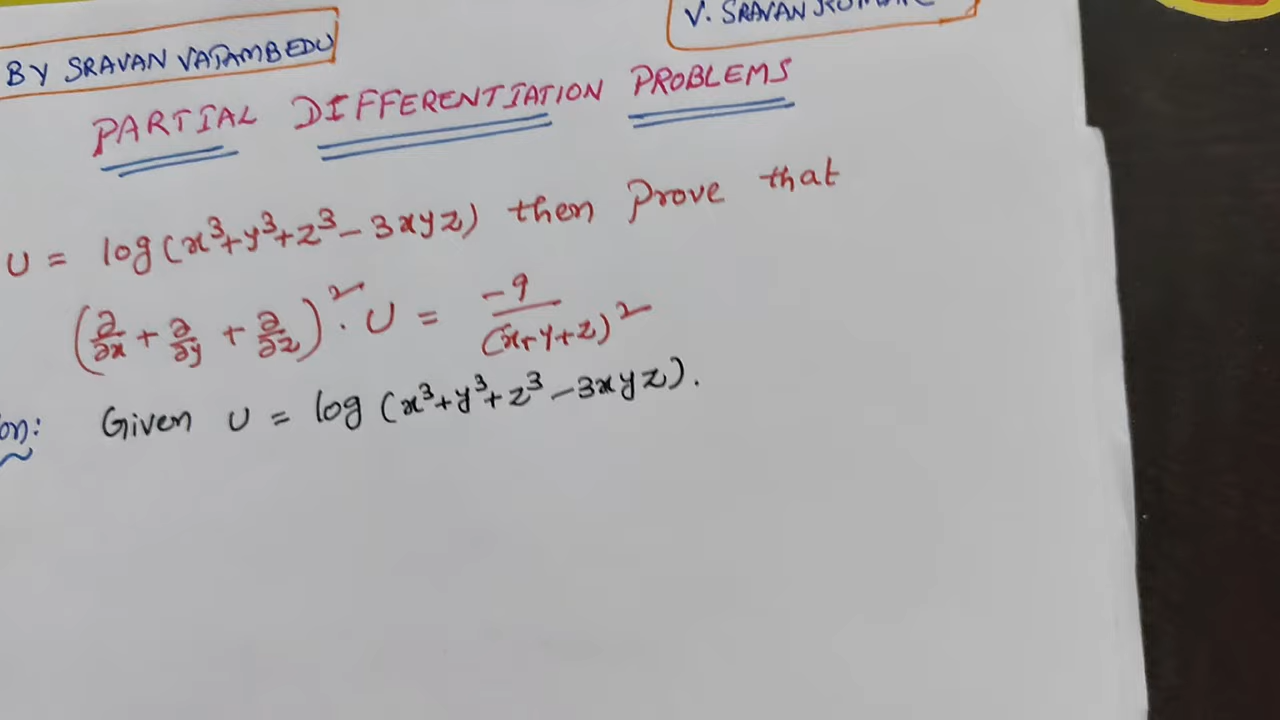 BY SRAVAN VATAMBEDU
V. SRAVAN KUMAR
PARTIAL DIFFERENTIATION PROBLEMS
U = log(x³+y³+z³-3xyz) then Prove that
(∂/∂x + ∂/∂y + ∂/∂z)². U = -9/(x+y+z)²
on: Given U = log(x³+y³+z³-3xyz).